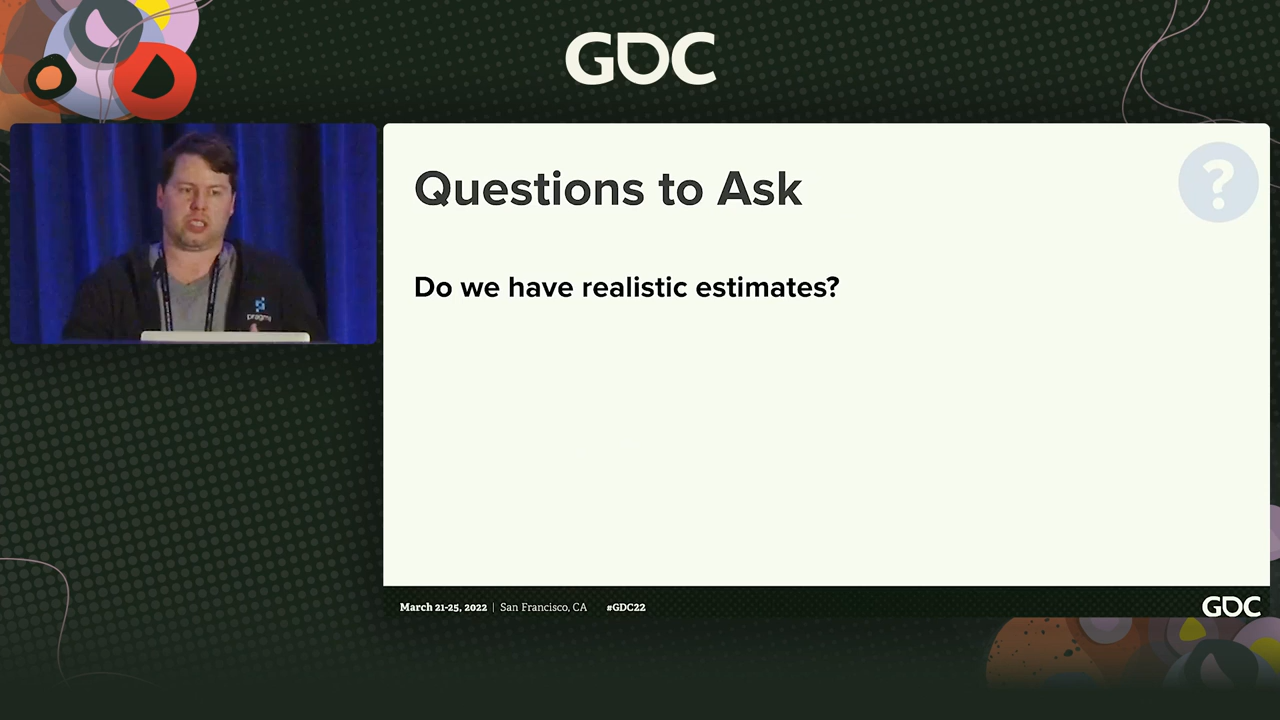 GDC
Questions to Ask
?
Do we have realistic estimates?
March 21-25, 2022 | San Francisco, CA #GDC22
GDC